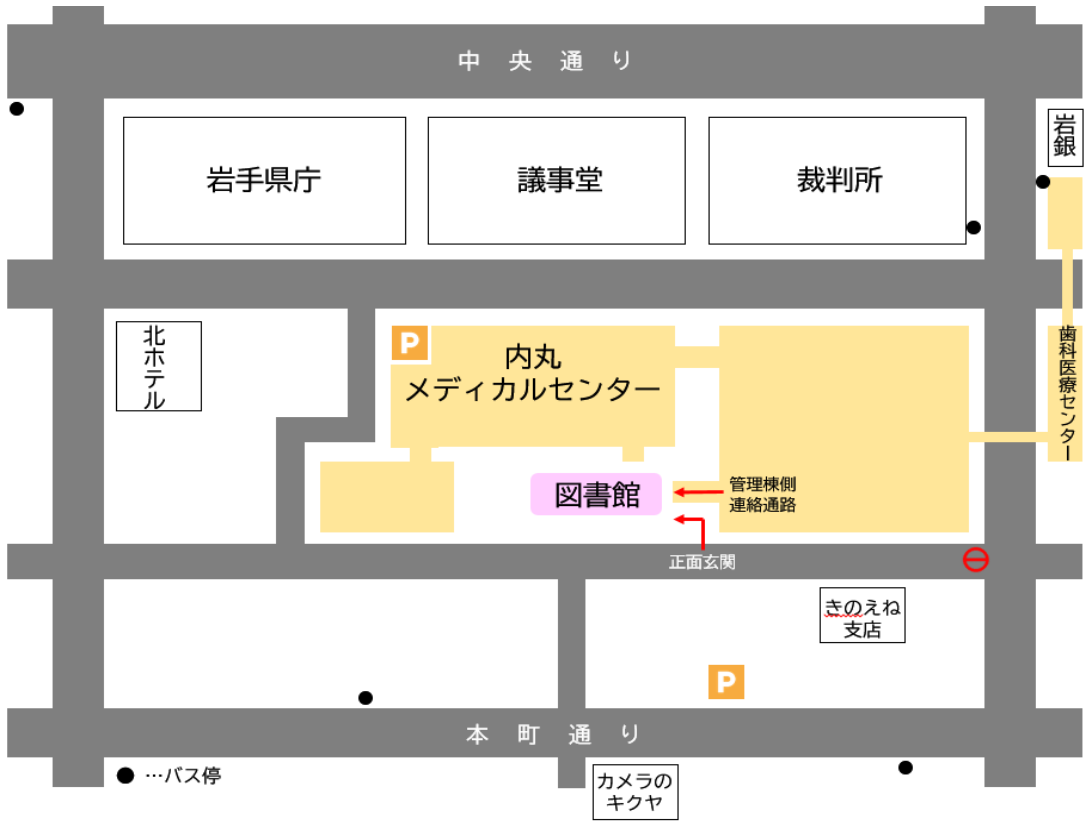 中央通り
岩手県庁
議事堂
裁判所
岩銀
北ホテル
P
内丸
メディカルセンター
歯科医療センター
図書館
管理棟側
連絡通路
正面玄関
きのえね
支店
P
本町通り
…バス停
カメラの
キクヤ